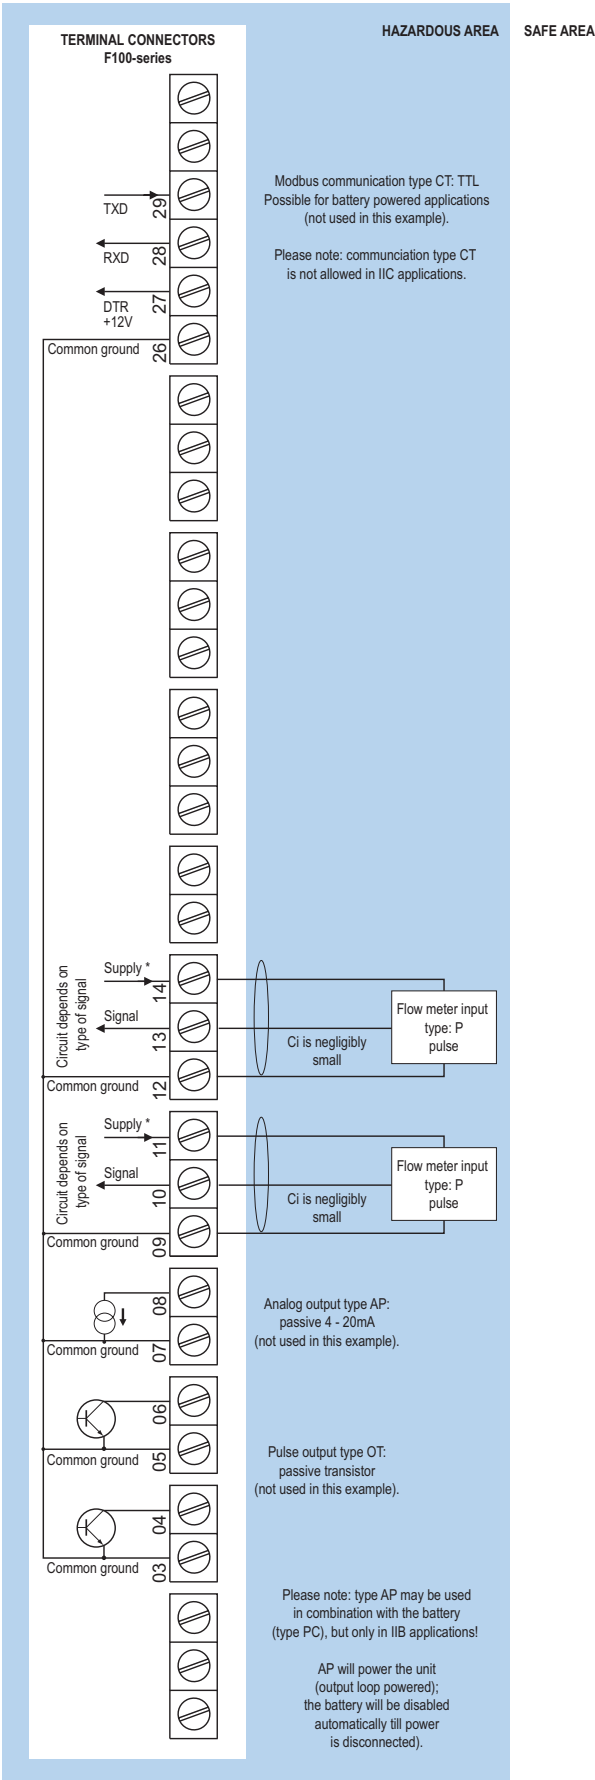 HAZARDOUS AREA
SAFE AREA
TERMINAL CONNECTORS
F100-series
TXD
29
RXD
28
DTR
+12V
27
Common ground
26
Modbus communication type CT: TTL
Possible for battery powered applications
(not used in this example).
Please note: communciation type CT
is not allowed in IIC applications.
Circuit depends on
type of signal
Supply *
14
Signal
13
Common ground
12
Ci is negligibly
small
Flow meter input
type: P
pulse
Circuit depends on
type of signal
Supply *
11
Signal
10
Common ground
09
Ci is negligibly
small
Flow meter input
type: P
pulse
08
Common ground
07
Analog output type AP:
passive 4 - 20mA
(not used in this example).
06
Common ground
05
Pulse output type OT:
passive transistor
(not used in this example).
04
Common ground
03
Please note: type AP may be used
in combination with the battery
(type PC), but only in IIB applications!
AP will power the unit
(output loop powered);
the battery will be disabled
automatically till power
is disconnected).